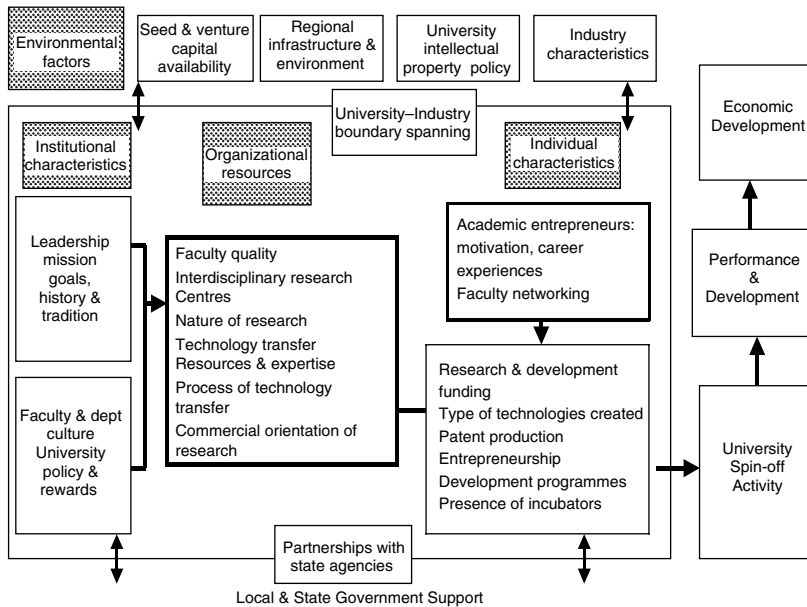 Environmental
factors
Seed & venture
capital
availability
Regional
infrastructure &
environment
University
intellectual
property policy
Industry
characteristics
University–Industry
boundary spanning
Institutional
characteristics
Organizational
resources
Individual
characteristics
Leadership
mission
goals,
history &
tradition
Faculty & dept
culture
University
policy &
rewards
Faculty quality
Interdisciplinary research
Centres
Nature of research
Technology transfer
Resources & expertise
Process of technology
transfer
Commercial orientation of
research
Academic entrepreneurs:
motivation, career
experiences
Faculty networking
Research & development
funding
Type of technologies created
Patent production
Entrepreneurship
Development programmes
Presence of incubators
Economic
Development
Performance
&
Development
University
Spin-off
Activity
Partnerships with
state agencies
Local & State Government Support